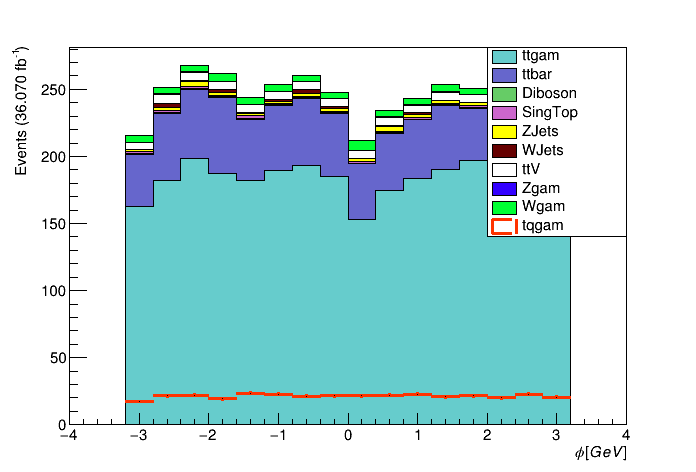 Events (36.070 fb⁻¹)
250
200
150
100
50
0
−4
−3
−2
−1
0
1
2
3
4
ϕ[GeV]
ttgam
ttbar
Diboson
SingTop
ZJets
WJets
ttV
Zgam
Wgam
tqgam